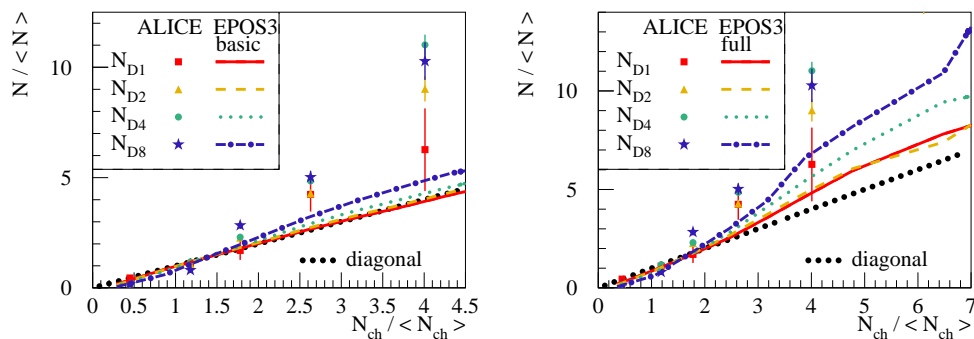 ALICE EPOS3
basic
N_D1
N_D2
N_D4
N_D8
diagonal
N / < N >
0
5
10
0 0.5 1 1.5 2 2.5 3 3.5 4 4.5
N_ch / < N_ch >
ALICE EPOS3
full
N_D1
N_D2
N_D4
N_D8
diagonal
N / < N >
0
5
10
0 1 2 3 4 5 6 7
N_ch / < N_ch >